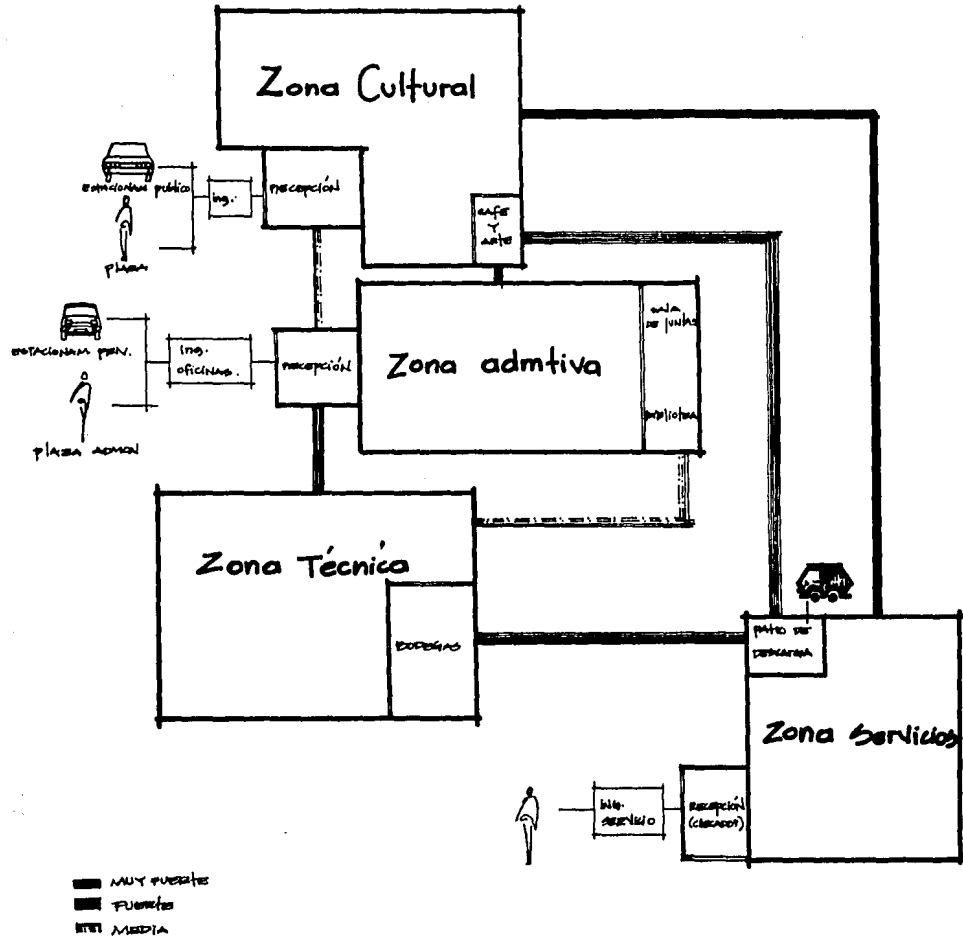 Zona Cultural
ESTACIONAM PUBLICO
ing.
RECEPCIÓN
CAFE
Y
ARTE
PLAZA
SALA
DE JUNTAS
ESTACIONAM PRIV.
ing.
oficinas.
RECEPCIÓN
Zona admtiva
BIBLIOTECA
PLAZA ADMON
Zona Técnica
BODEGAS
PATIO DE
DESCARGA
Zona Servicios
ING.
SERVICIO
RECEPCIÓN
(CHECADOR)
MUY FUERTE
FUERTE
MEDIA